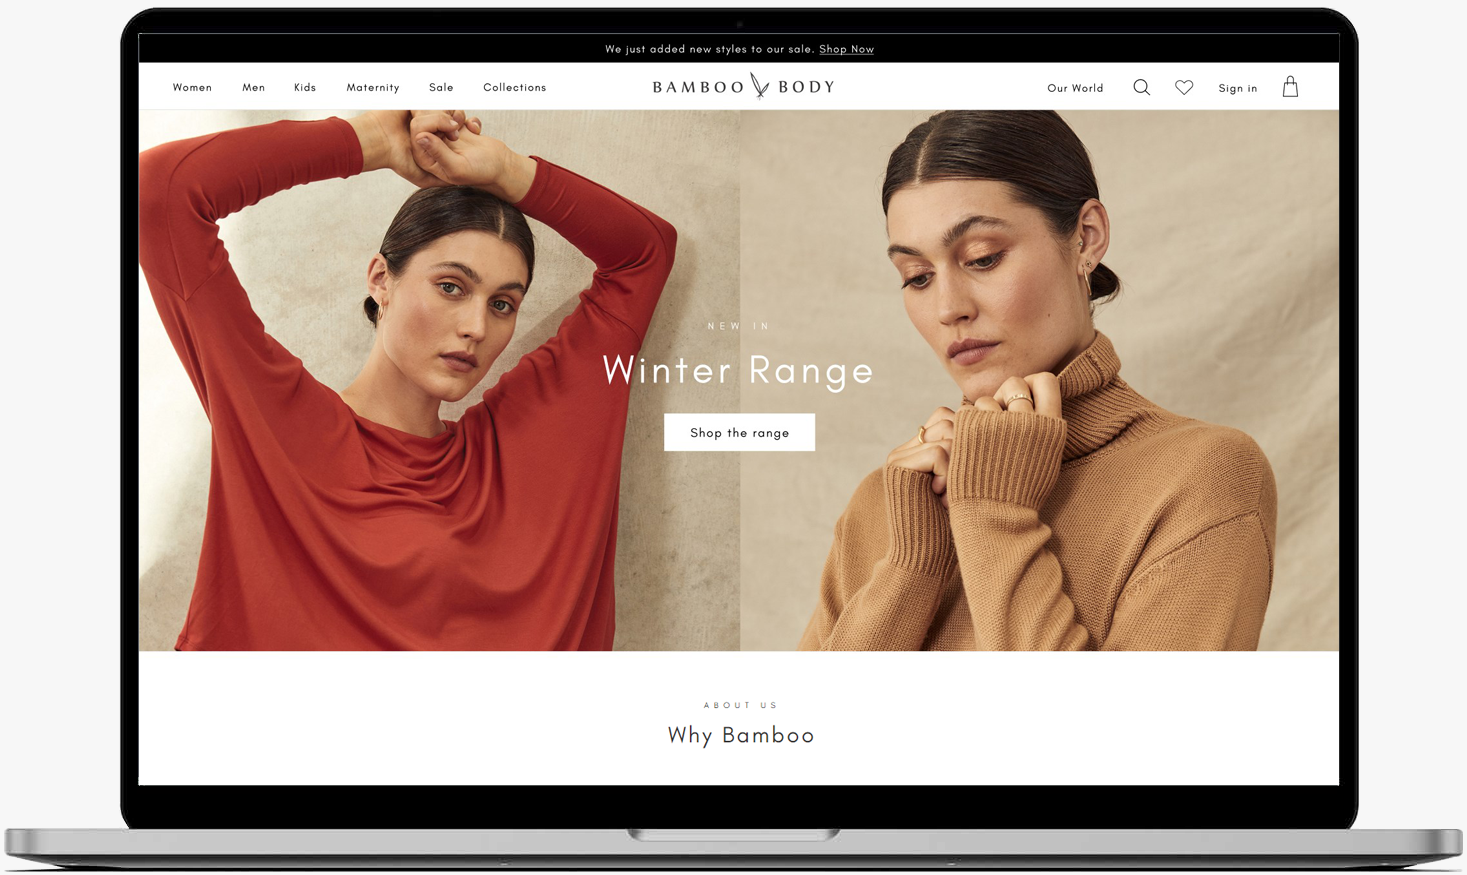 We just added new styles to our sale. Shop Now
Women Men Kids Maternity Sale Collections BAMBOO BODY Our World Sign in
NEW IN
Winter Range
Shop the range
ABOUT US
Why Bamboo